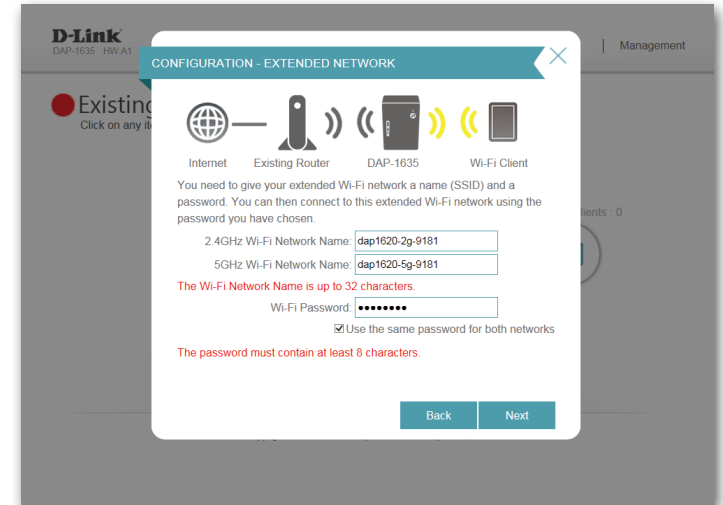 D-Link
DAP-1635 HW:A1
Management
CONFIGURATION - EXTENDED NETWORK
Existing
Click on any
Internet Existing Router DAP-1635 Wi-Fi Client
You need to give your extended Wi-Fi network a name (SSID) and a
password. You can then connect to this extended Wi-Fi network using the
password you have chosen.
: 0
2.4GHz Wi-Fi Network Name: dap1620-2g-9181
5GHz Wi-Fi Network Name: dap1620-5g-9181
The Wi-Fi Network Name is up to 32 characters.
Wi-Fi Password: ●●●●●●●●
Use the same password for both networks
The password must contain at least 8 characters.
Back Next